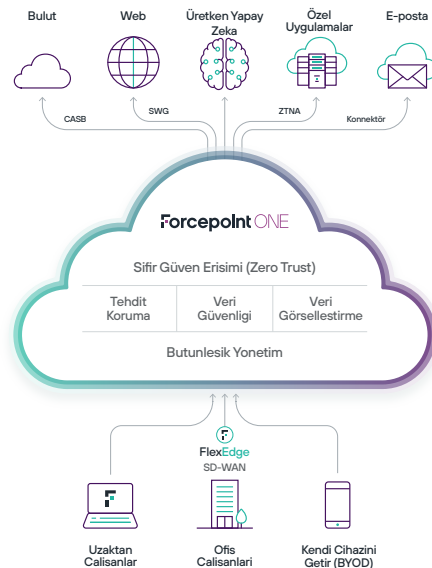 Bulut
Web
Üretken Yapay
Zeka
Özel
Uygulamalar
E-posta
CASB
SWG
ZTNA
Konnektör
Forcepoint ONE
Sifir Güven Erisimi (Zero Trust)
Tehdit
Koruma
Veri
Güvenligi
Veri
Görsellestirme
Butunlesik Yonetim
FlexEdge
SD-WAN
Uzaktan
Calisanlar
Ofis
Calisanlari
Kendi Cihazini
Getir (BYOD)